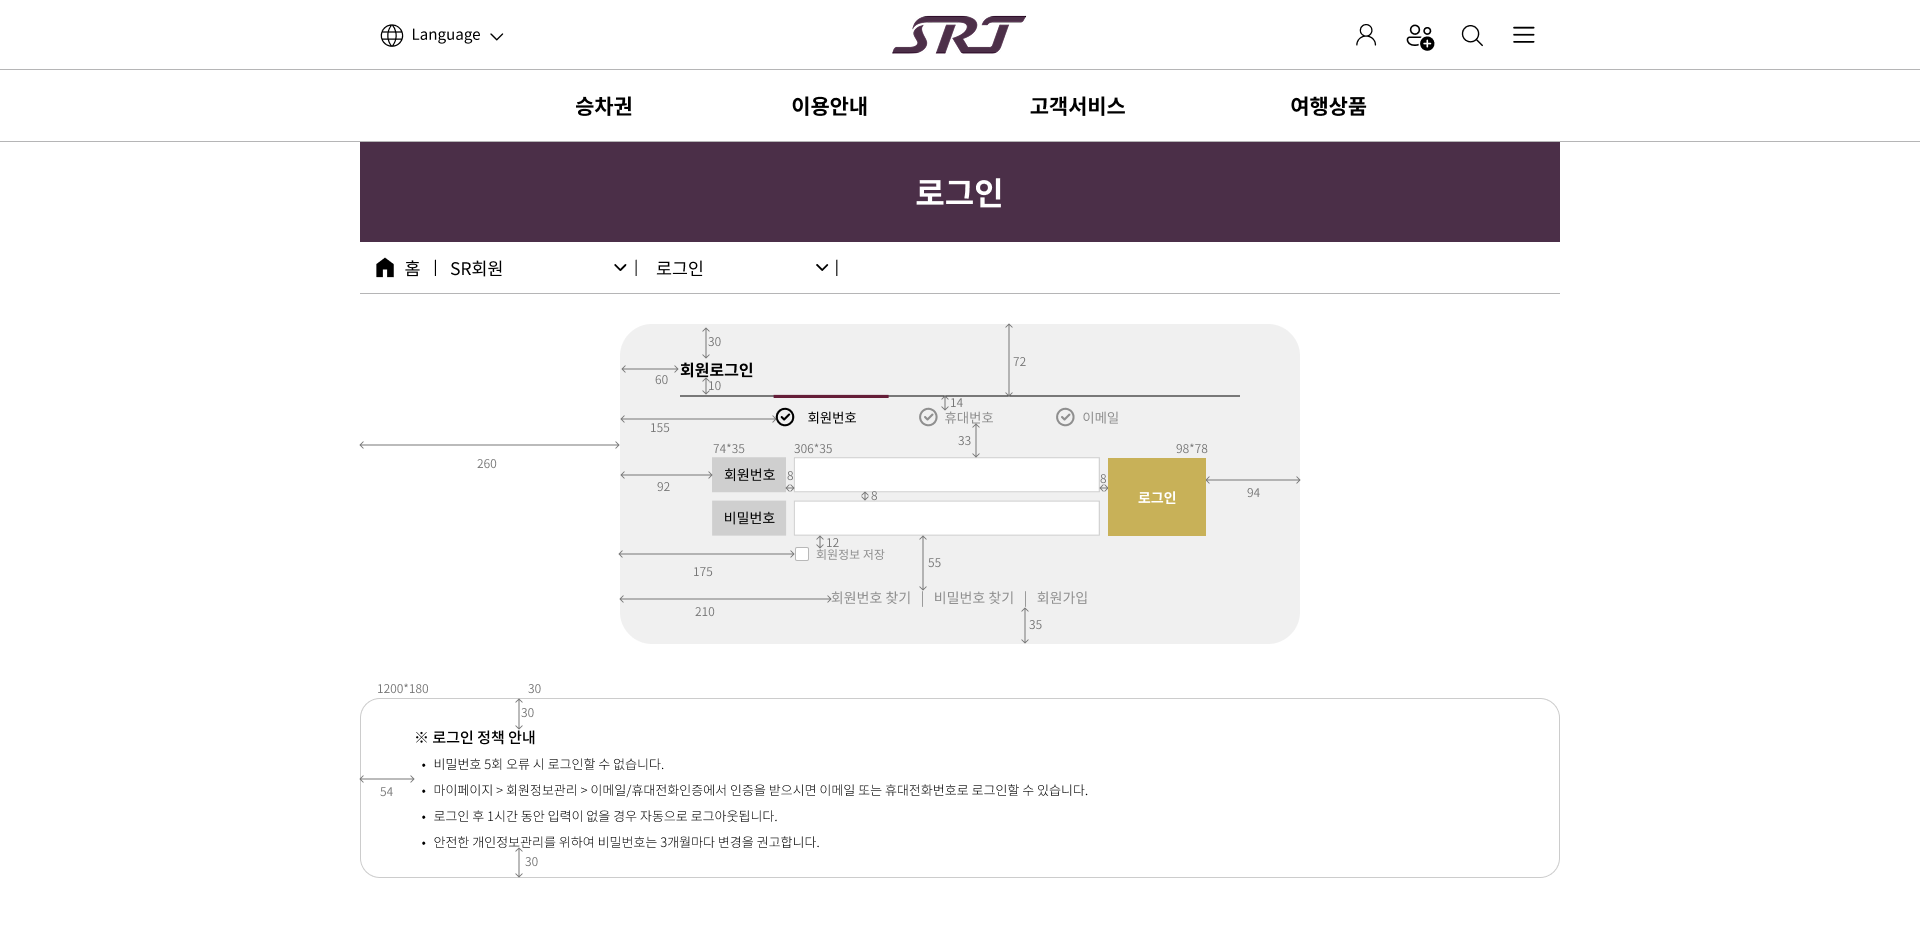 Language
SRT
승차권 이용안내 고객서비스 여행상품
로그인
홈 | SR회원 | 로그인 |
30
72
회원로그인
60
10
14
회원번호 휴대번호 이메일
155
33
260
74*35 306*35 98*78
회원번호
8
8
로그인
92
94
8
비밀번호
12
회원정보 저장
55
175
회원번호 찾기 | 비밀번호 찾기 | 회원가입
210
35
1200*180 30
30
※ 로그인 정책 안내
• 비밀번호 5회 오류 시 로그인할 수 없습니다.
54
• 마이페이지 > 회원정보관리 > 이메일/휴대전화인증에서 인증을 받으시면 이메일 또는 휴대전화번호로 로그인할 수 있습니다.
• 로그인 후 1시간 동안 입력이 없을 경우 자동으로 로그아웃됩니다.
• 안전한 개인정보관리를 위하여 비밀번호는 3개월마다 변경을 권고합니다.
30